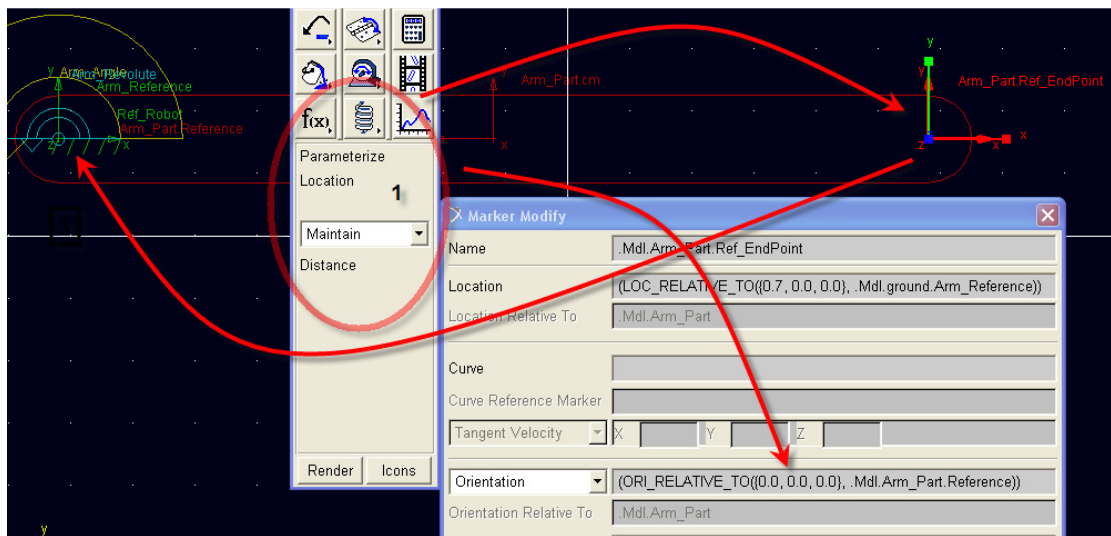 y
y
Arm_Angle
Arm_Revolute
Arm_Reference
Ref_Robot
Arm_Part.Reference
z
x
y
Arm_Part.cm
x
y
Arm_Part.Ref_EndPoint
z
x
x
f(x)
Parameterize
Location
1
Maintain
Distance
Render
Icons
3
Marker Modify
Name .Mdl.Arm_Part.Ref_EndPoint
Location (LOC_RELATIVE_TO({0.7, 0.0, 0.0}, .Mdl.ground.Arm_Reference))
Location Relative To .Mdl.Arm_Part
Curve
Curve Reference Marker
Tangent Velocity X Y Z
Orientation (ORI_RELATIVE_TO({0.0, 0.0, 0.0}, .Mdl.Arm_Part.Reference))
Orientation Relative To .Mdl.Arm_Part
y